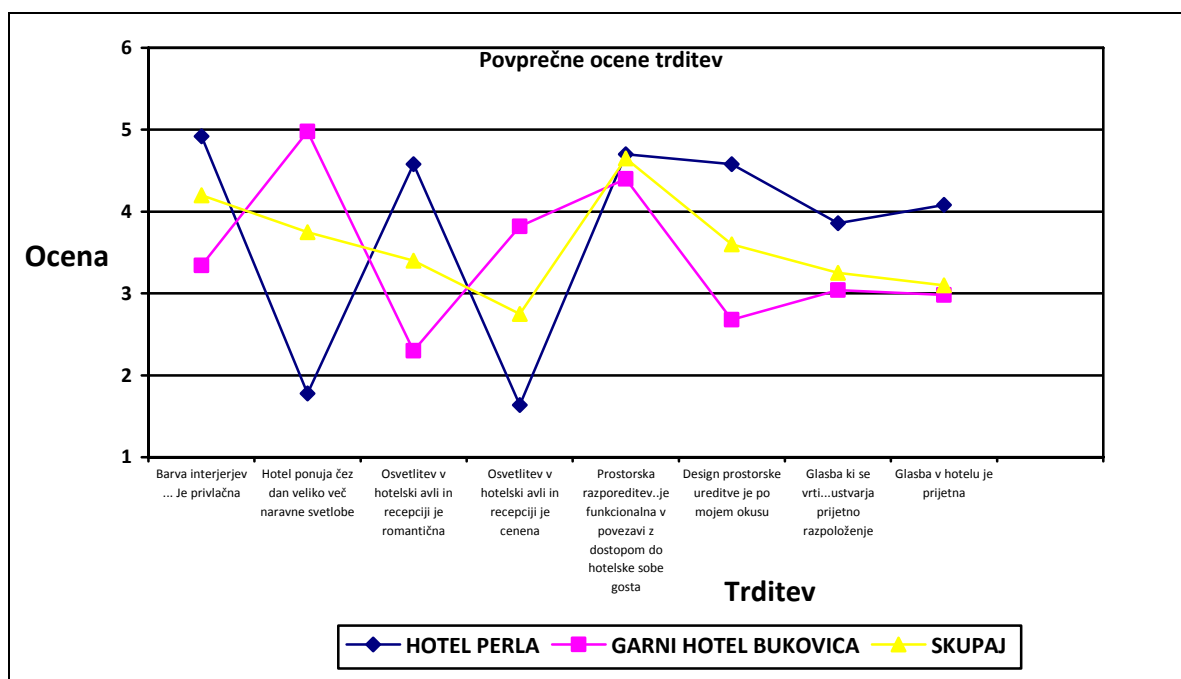 Povprečne ocene trditev
6
5
4
3
2
1
Ocena
Barva interjerjev
... Je privlačna
Hotel ponuja čez
dan veliko več
naravne svetlobe
Osvetlitev v
hotelski avli in
recepciji je
romantična
Osvetlitev v
hotelski avli in
recepciji je
cenena
Prostorska
razporeditev..je
funkcionalna v
povezavi z
dostopom do
hotelske sobe
gosta
Design prostorske
ureditve je po
mojem okusu
Glasba ki se
vrti...ustvarja
prijetno
razpoloženje
Glasba v hotelu je
prijetna
Trditev
HOTEL PERLA
GARNI HOTEL BUKOVICA
SKUPAJ